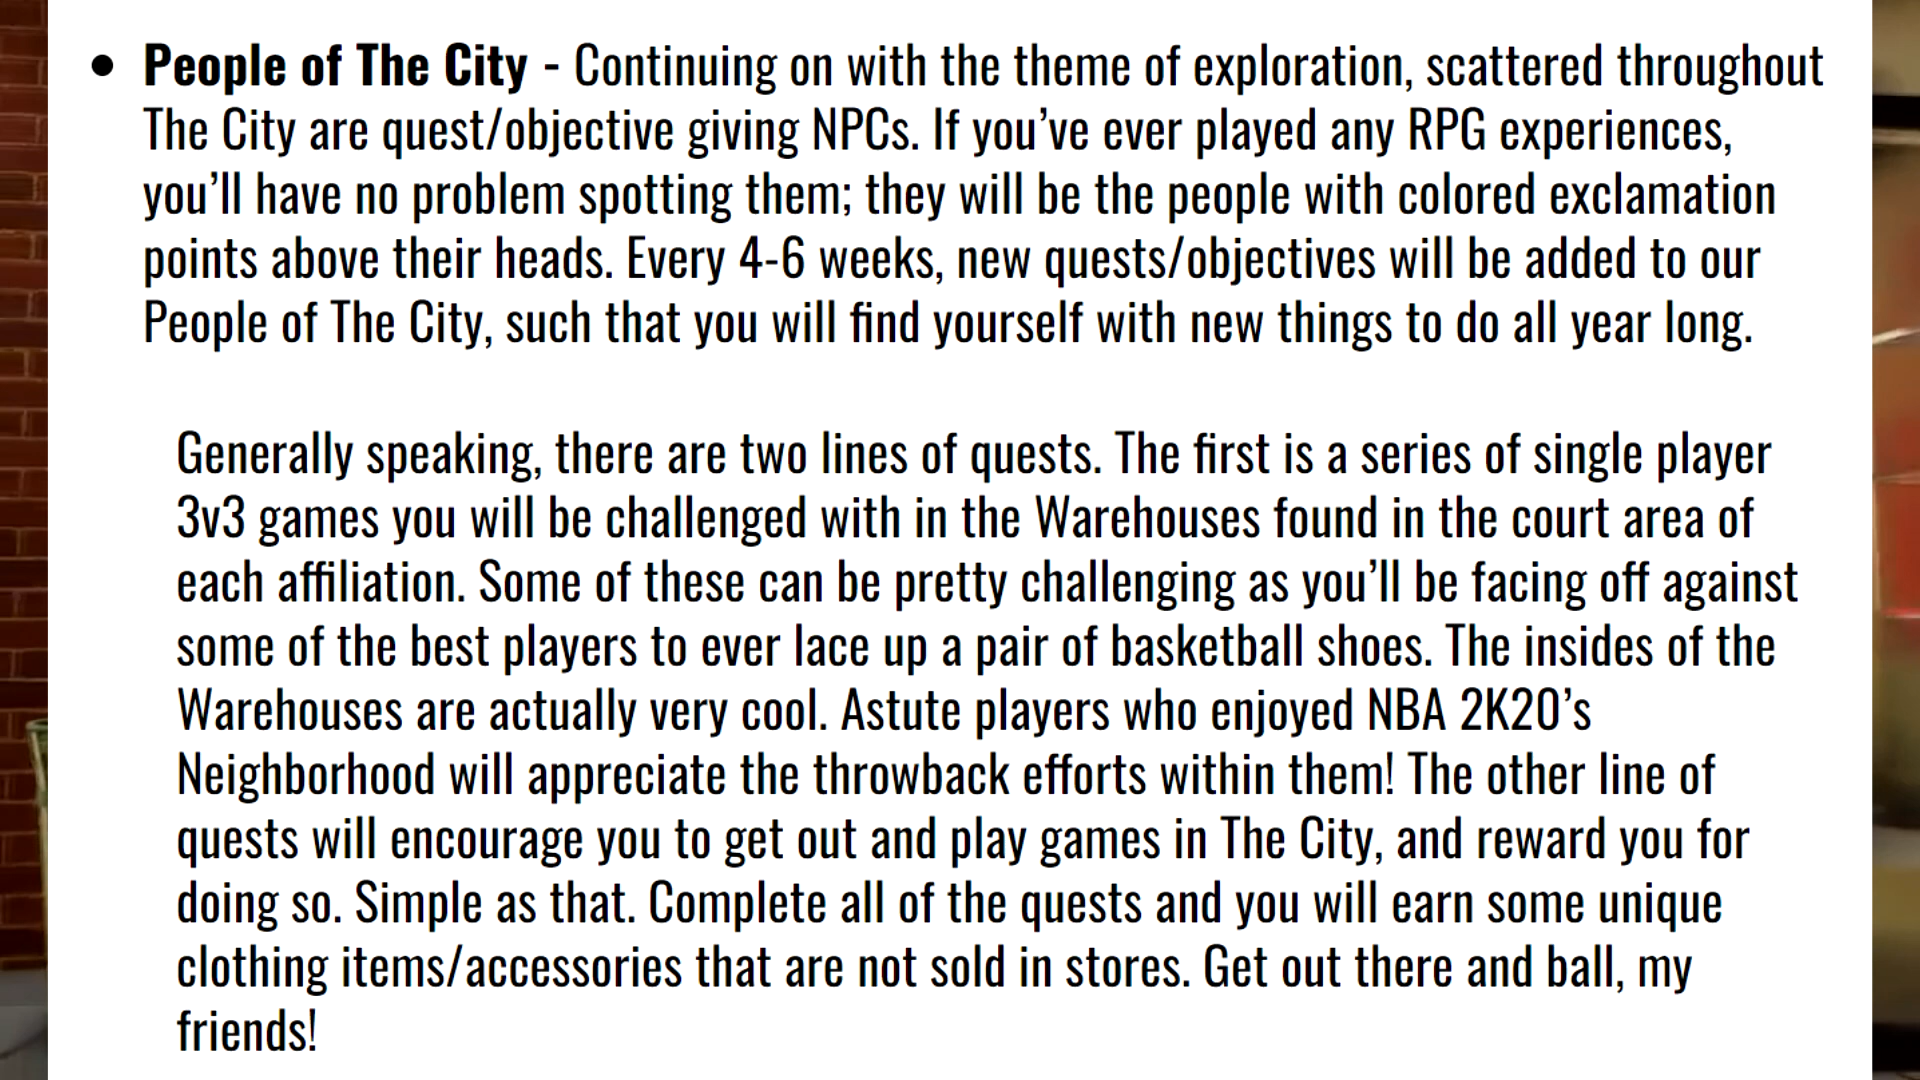 • People of The City - Continuing on with the theme of exploration, scattered throughout
The City are quest/objective giving NPCs. If you’ve ever played any RPG experiences,
you’ll have no problem spotting them; they will be the people with colored exclamation
points above their heads. Every 4-6 weeks, new quests/objectives will be added to our
People of The City, such that you will find yourself with new things to do all year long.
Generally speaking, there are two lines of quests. The first is a series of single player
3v3 games you will be challenged with in the Warehouses found in the court area of
each affiliation. Some of these can be pretty challenging as you’ll be facing off against
some of the best players to ever lace up a pair of basketball shoes. The insides of the
Warehouses are actually very cool. Astute players who enjoyed NBA 2K20’s
Neighborhood will appreciate the throwback efforts within them! The other line of
quests will encourage you to get out and play games in The City, and reward you for
doing so. Simple as that. Complete all of the quests and you will earn some unique
clothing items/accessories that are not sold in stores. Get out there and ball, my
friends!